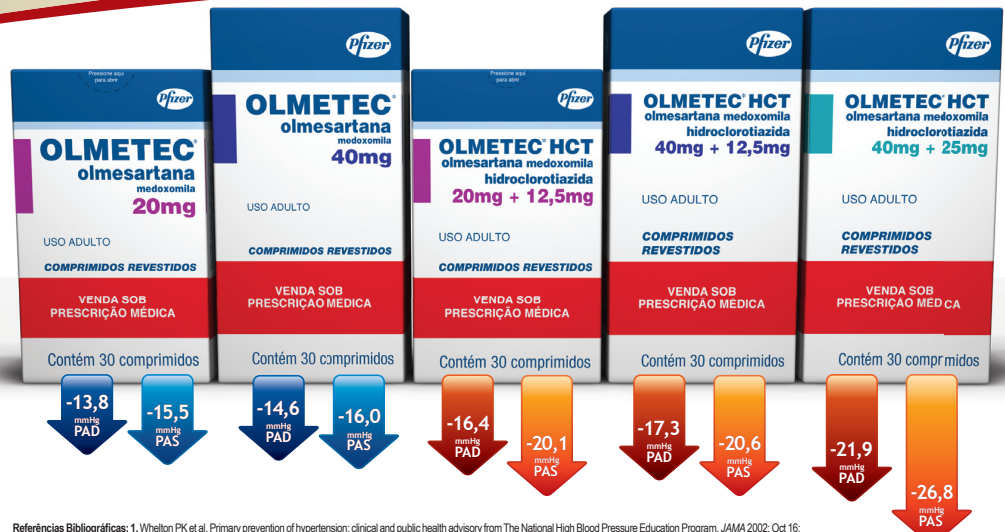 Pressione aqui
para abrir
Pfizer
OLMETEC®
olmesartana
medoxomila
20mg
USO ADULTO
COMPRIMIDOS REVESTIDOS
VENDA SOB
PRESCRIÇÃO MÉDICA
Contém 30 comprimidos
-13,8
mmHg
PAD
-15,5
mmHg
PAS
Pfizer
OLMETEC®
olmesartana
medoxomila
40mg
USO ADULTO
COMPRIMIDOS REVESTIDOS
VENDA SOB
PRESCRIÇÃO MÉDICA
Contém 30 comprimidos
-14,6
mmHg
PAD
-16,0
mmHg
PAS
Pressione aqui
para abrir
Pfizer
OLMETEC® HCT
olmesartana medoxomila
hidroclorotiazida
20mg + 12,5mg
USO ADULTO
COMPRIMIDOS REVESTIDOS
VENDA SOB
PRESCRIÇÃO MÉDICA
Contém 30 comprimidos
-16,4
mmHg
PAD
-20,1
mmHg
PAS
Pfizer
OLMETEC® HCT
olmesartana medoxomila
hidroclorotiazida
40mg + 12,5mg
USO ADULTO
COMPRIMIDOS
REVESTIDOS
VENDA SOB
PRESCRIÇÃO MÉDICA
Contém 30 comprimidos
-17,3
mmHg
PAD
-20,6
mmHg
PAS
Pfizer
OLMETEC® HCT
olmesartana medoxomila
hidroclorotiazida
40mg + 25mg
USO ADULTO
COMPRIMIDOS
REVESTIDOS
VENDA SOB
PRESCRIÇÃO MED CA
Contém 30 compr midos
-21,9
mmHg
PAD
-26,8
mmHg
PAS
Referências Bibliográficas: 1. Whelton PK et al. Primary prevention of hypertension: clinical and public health advisory from The National High Blood Pressure Education Program. JAMA 2002; Oct 16;